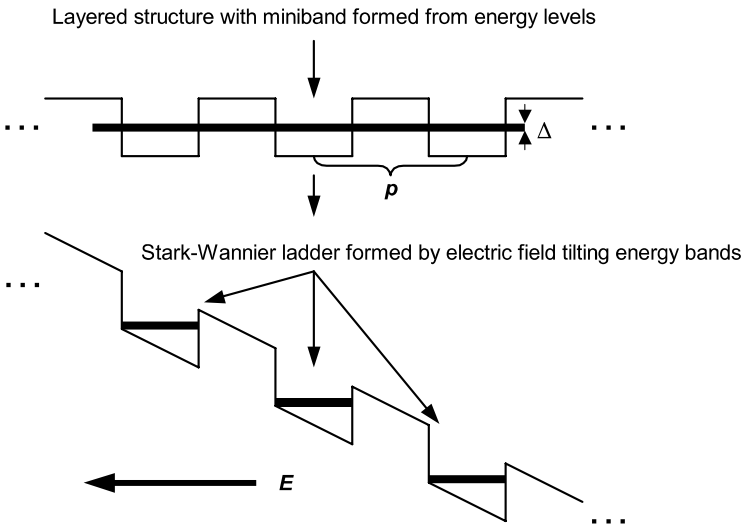 Layered structure with miniband formed from energy levels
... Δ ...
p
Stark-Wannier ladder formed by electric field tilting energy bands
...
E
...